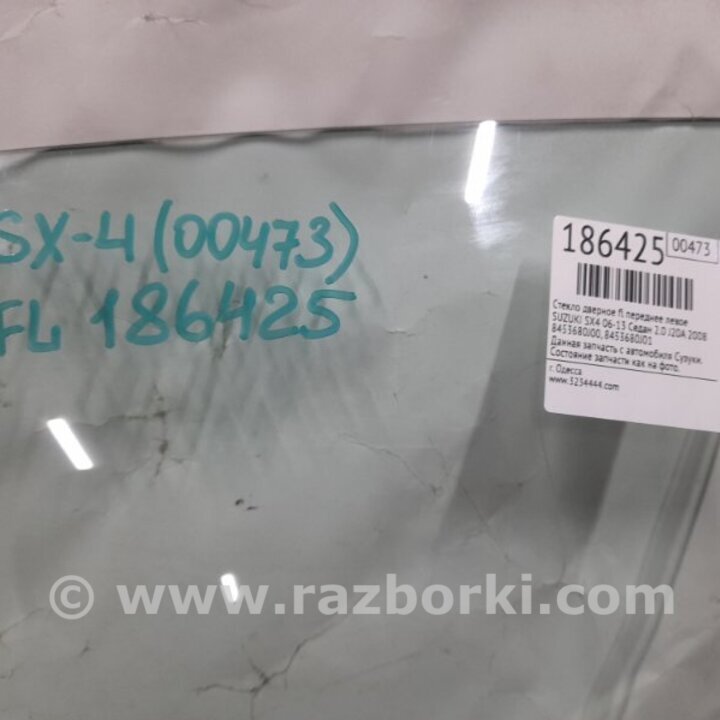 SX-4 (00473)
FL 186425
186425 00473
Стекло дверное fl переднее левое
SUZUKI SX4 06-13 Седан 2.0 J20A 2008
8453680J00, 8453680J01
Данная запчасть с автомобиля Сузуки.
Состояние запчасти как на фото.
г. Одесса
www.3234444.com
© www.razborki.com